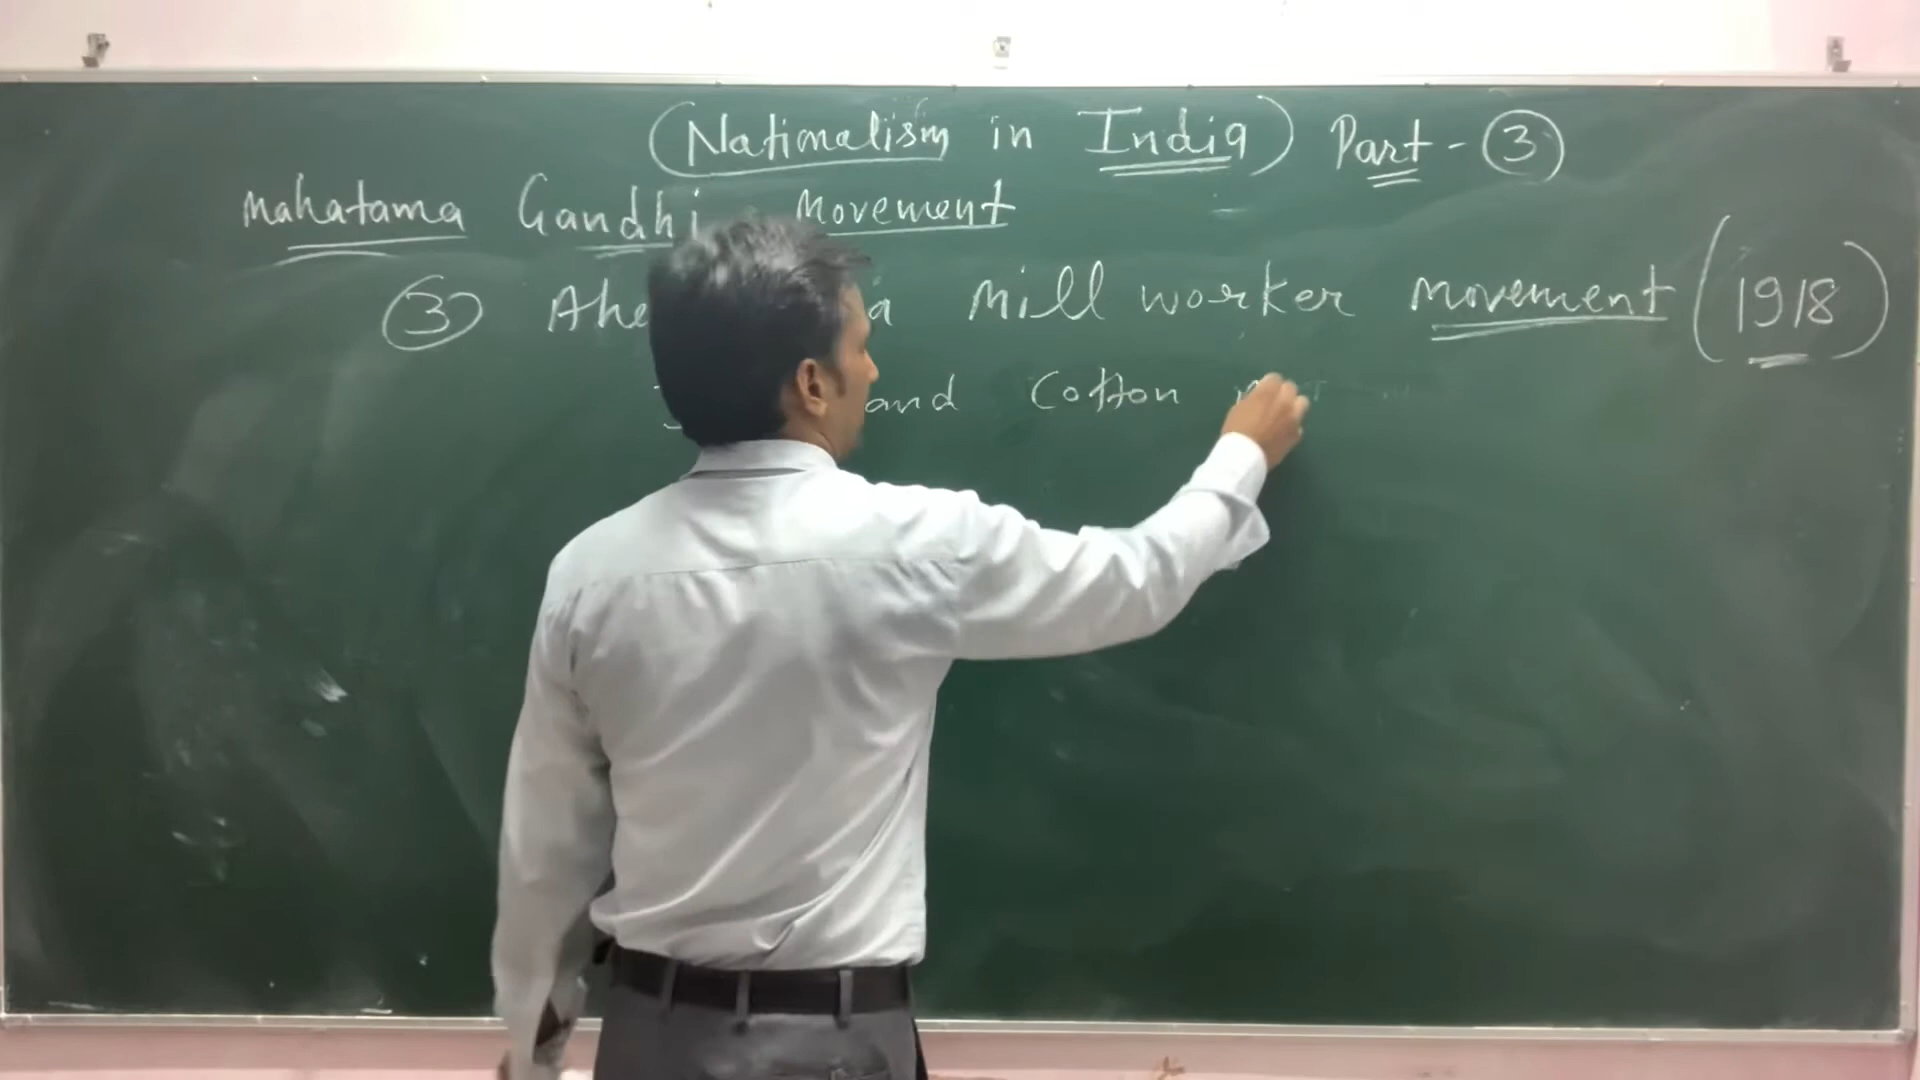 (Nationalism in India) Part - 3
Mahatama Gandhi Movement
3 Ahe a Mill worker movement (1918)
and Cotton